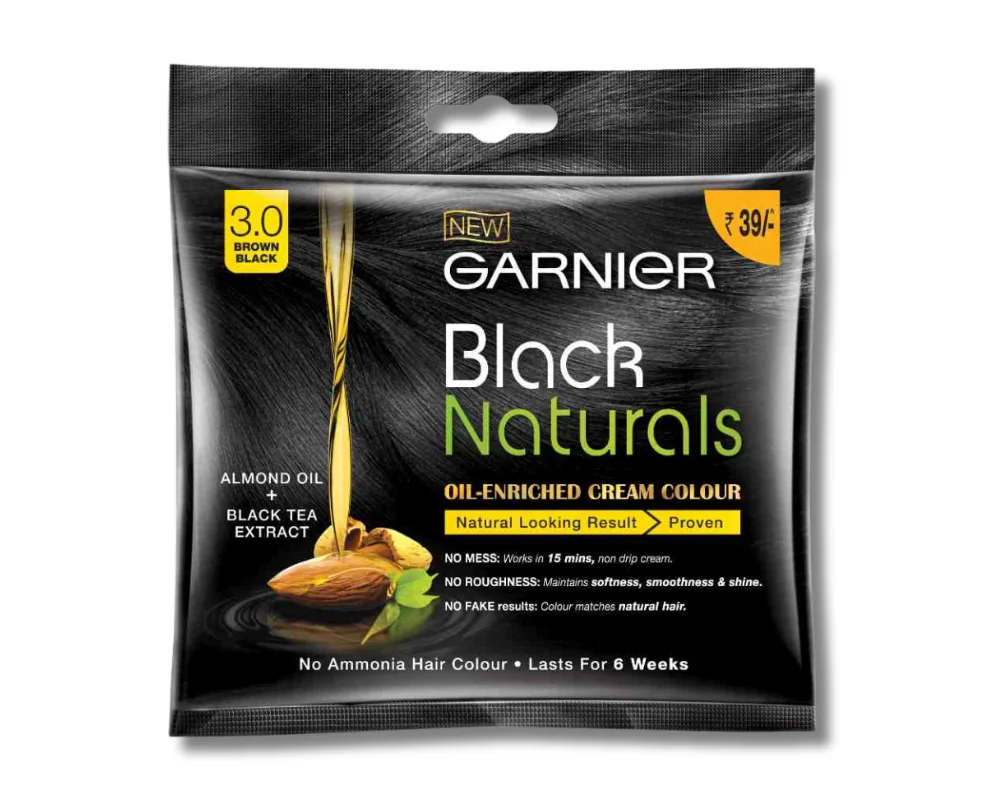 3.0
BROWN
BLACK
₹ 39/-^
NEW
GARNIER
Black
Naturals
OIL-ENRICHED CREAM COLOUR
Natural Looking Result > Proven
ALMOND OIL
+
BLACK TEA
EXTRACT
NO MESS: Works in 15 mins, non drip cream.
NO ROUGHNESS: Maintains softness, smoothness & shine.
NO FAKE results: Colour matches natural hair.
No Ammonia Hair Colour • Lasts For 6 Weeks